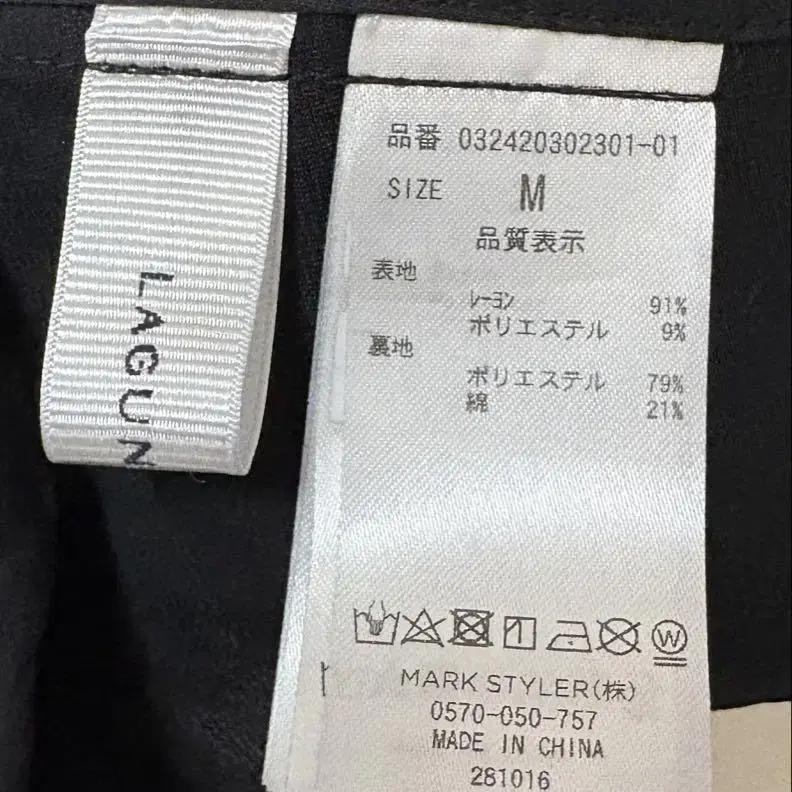 LAGUN
品番 032420302301-01
SIZE M
品質表示
表地
レーヨン 91%
ポリエステル 9%
裏地
ポリエステル 79%
綿 21%
W
MARK STYLER(株)
0570-050-757
MADE IN CHINA
281016